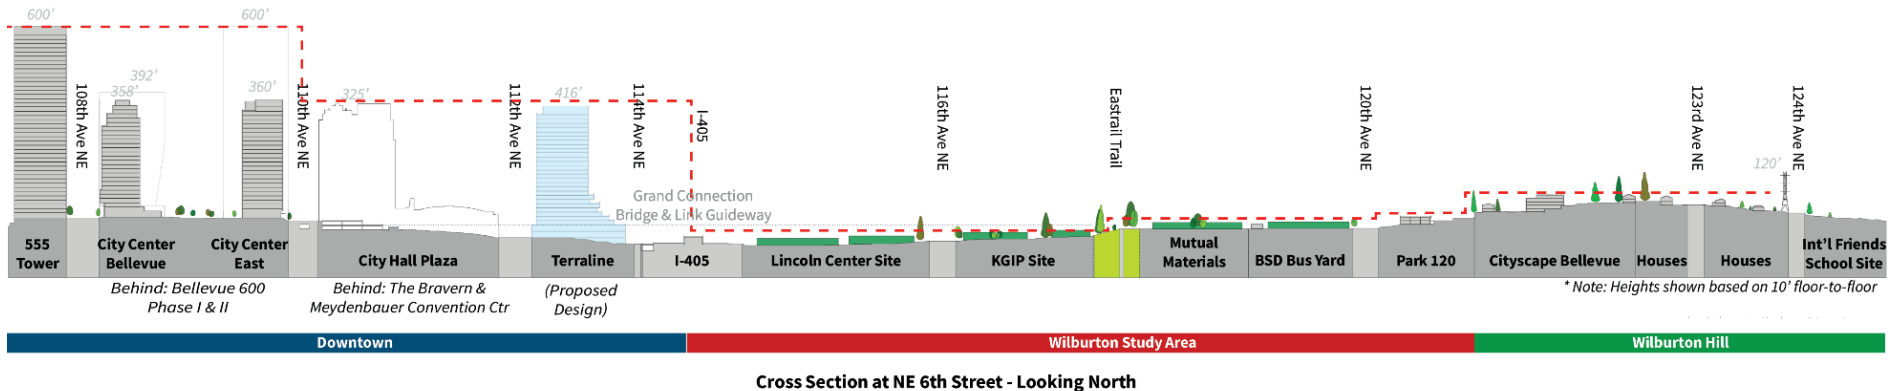 600’
600’
392’
358’
360’
325’
416’
120’
108th Ave NE
110th Ave NE
112th Ave NE
114th Ave NE
I-405
116th Ave NE
Eastrail Trail
120th Ave NE
123rd Ave NE
124th Ave NE
Grand Connection
Bridge & Link Guideway
555
Tower
City Center
Bellevue
City Center
East
City Hall Plaza
Terraline
I-405
Lincoln Center Site
KGIP Site
Mutual
Materials
BSD Bus Yard
Park 120
Cityscape Bellevue
Houses
Houses
Int’l Friends
School Site
Behind: Bellevue 600
Phase I & II
Behind: The Bravern &
Meydenbauer Convention Ctr
(Proposed
Design)
* Note: Heights shown based on 10’ floor-to-floor
Downtown
Wilburton Study Area
Wilburton Hill
Cross Section at NE 6th Street - Looking North